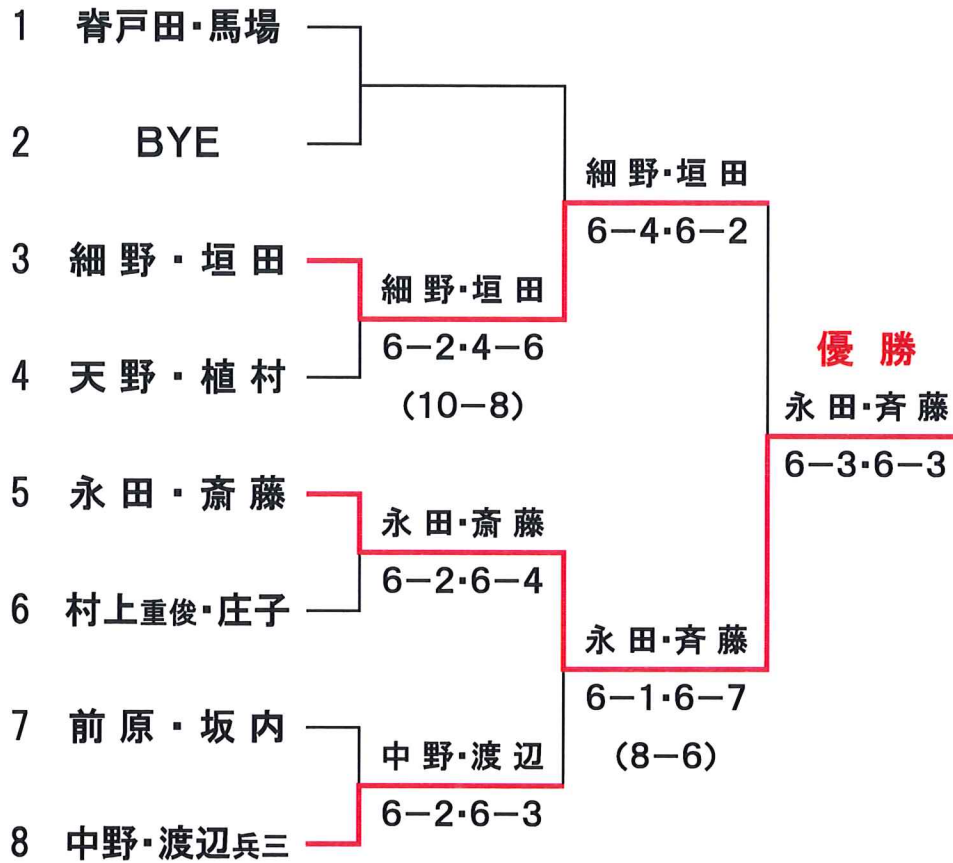 1 脊戸田・馬場
2 BYE
3 細野・垣田
4 天野・植村
5 永田・斎藤
6 村上重俊・庄子
7 前原・坂内
8 中野・渡辺兵三
細野・垣田
6-2・4-6
(10-8)
永田・斎藤
6-2・6-4
中野・渡辺
6-2・6-3
細野・垣田
6-4・6-2
永田・斉藤
6-1・6-7
(8-6)
優勝
永田・斉藤
6-3・6-3